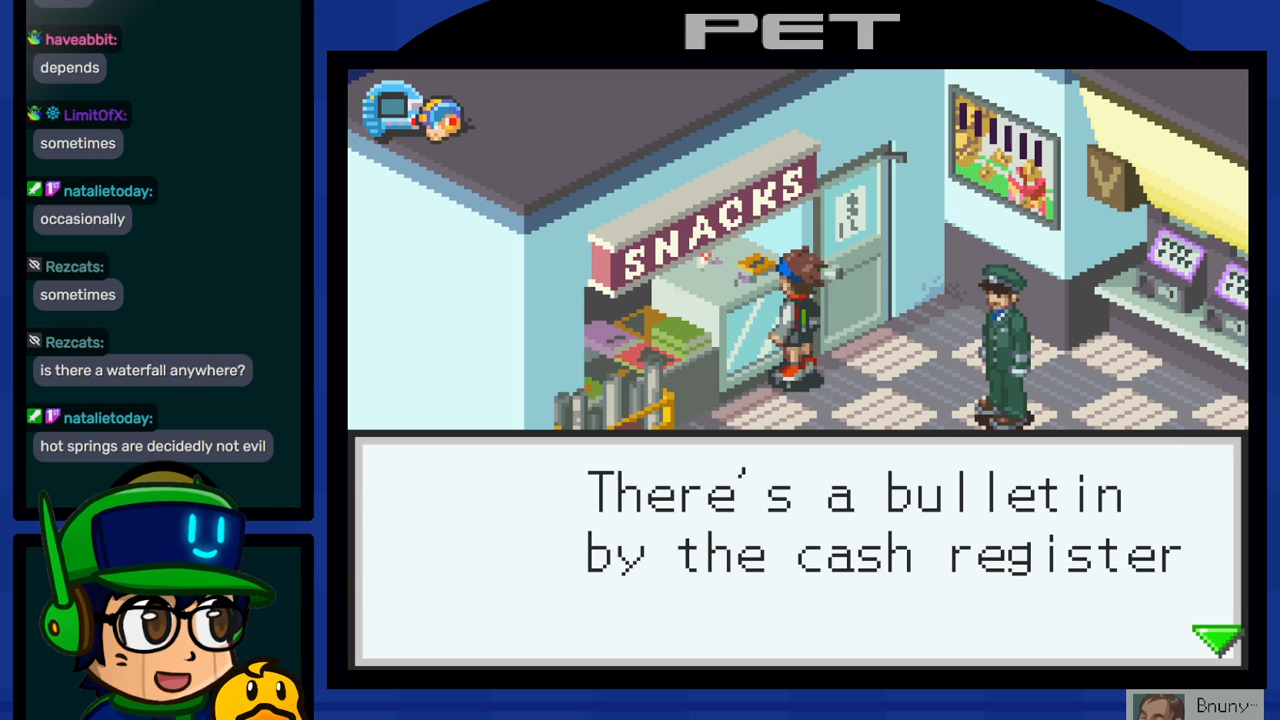 haveabbit:
depends
LimitOfX:
sometimes
natalietoday:
occasionally
Rezcats:
sometimes
Rezcats:
is there a waterfall anywhere?
natalietoday:
hot springs are decidedly not evil
PET
SNACKS
There's a bulletin
by the cash register
Bnuny…